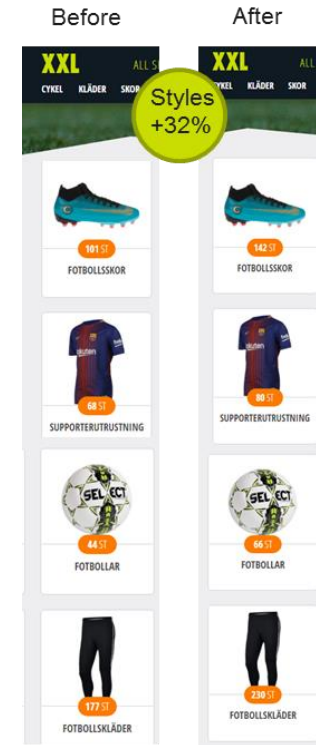 Before
After
XXL
ALL S
CYKEL KLÄDER SKOR
XXL
ALL
CYKEL KLÄDER SKOR
Styles
+32%
101 ST
FOTBOLLSSKOR
142 ST
FOTBOLLSSKOR
68 ST
SUPPORTERUTRUSTNING
80 ST
SUPPORTERUTRUSTNING
SELECT
44 ST
FOTBOLLAR
SELECT
66 ST
FOTBOLLAR
177 ST
FOTBOLLSKLÄDER
230 ST
FOTBOLLSKLÄDER